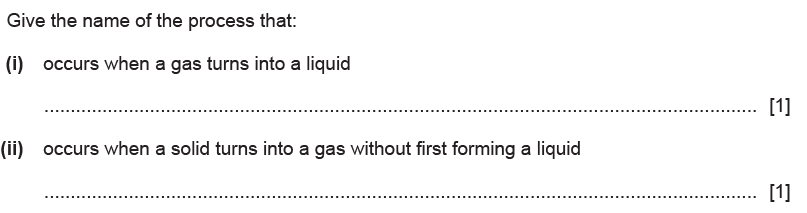 Give the name of the process that:
(i) occurs when a gas turns into a liquid
.......................................................................................................................................... [1]
(ii) occurs when a solid turns into a gas without first forming a liquid
.......................................................................................................................................... [1]